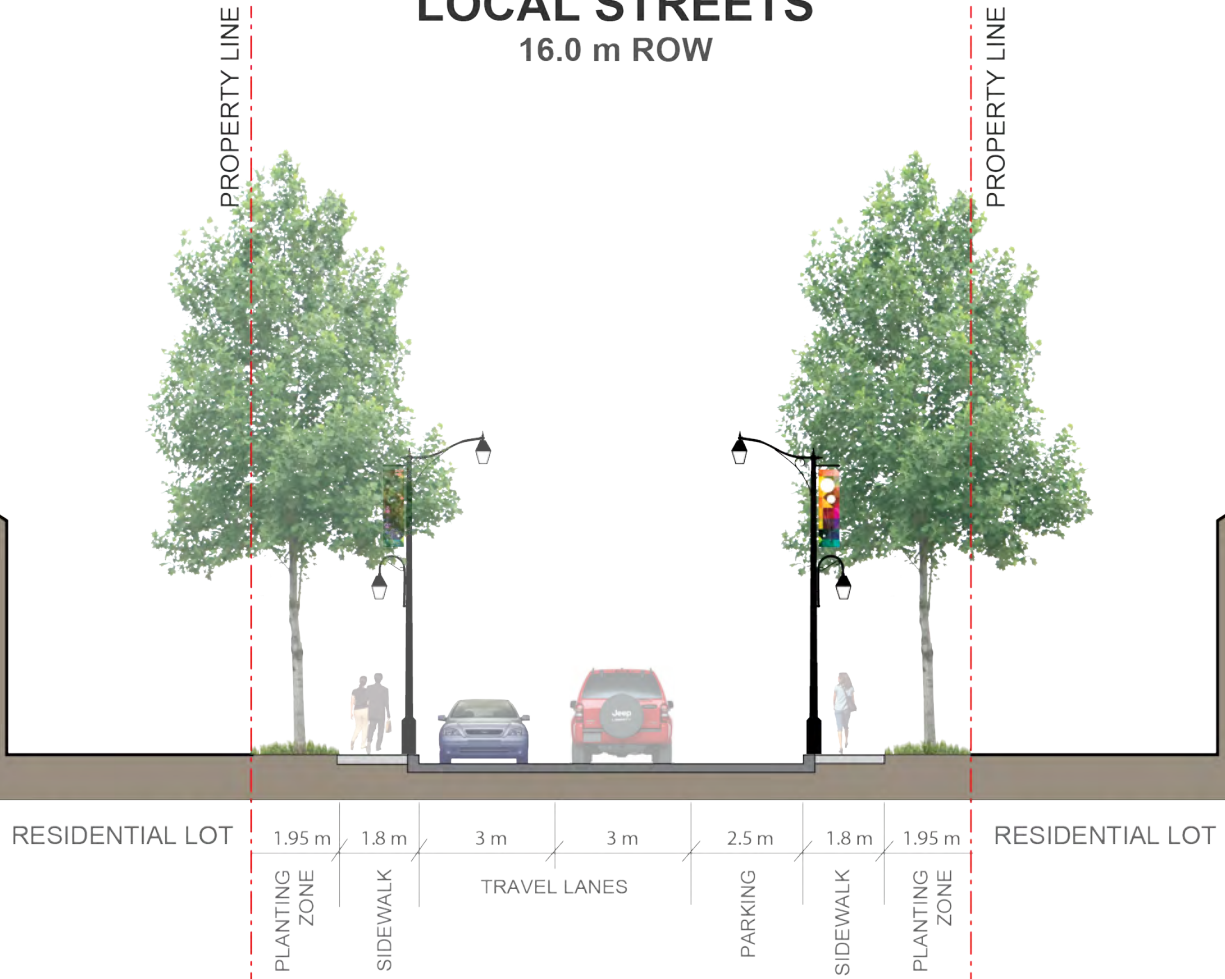 LOCAL STREETS
16.0 m ROW
PROPERTY LINE
PROPERTY LINE
Jeep
RESIDENTIAL LOT
1.95 m
1.8 m
3 m
3 m
2.5 m
1.8 m
1.95 m
RESIDENTIAL LOT
PLANTING
ZONE
SIDEWALK
TRAVEL LANES
PARKING
SIDEWALK
PLANTING
ZONE